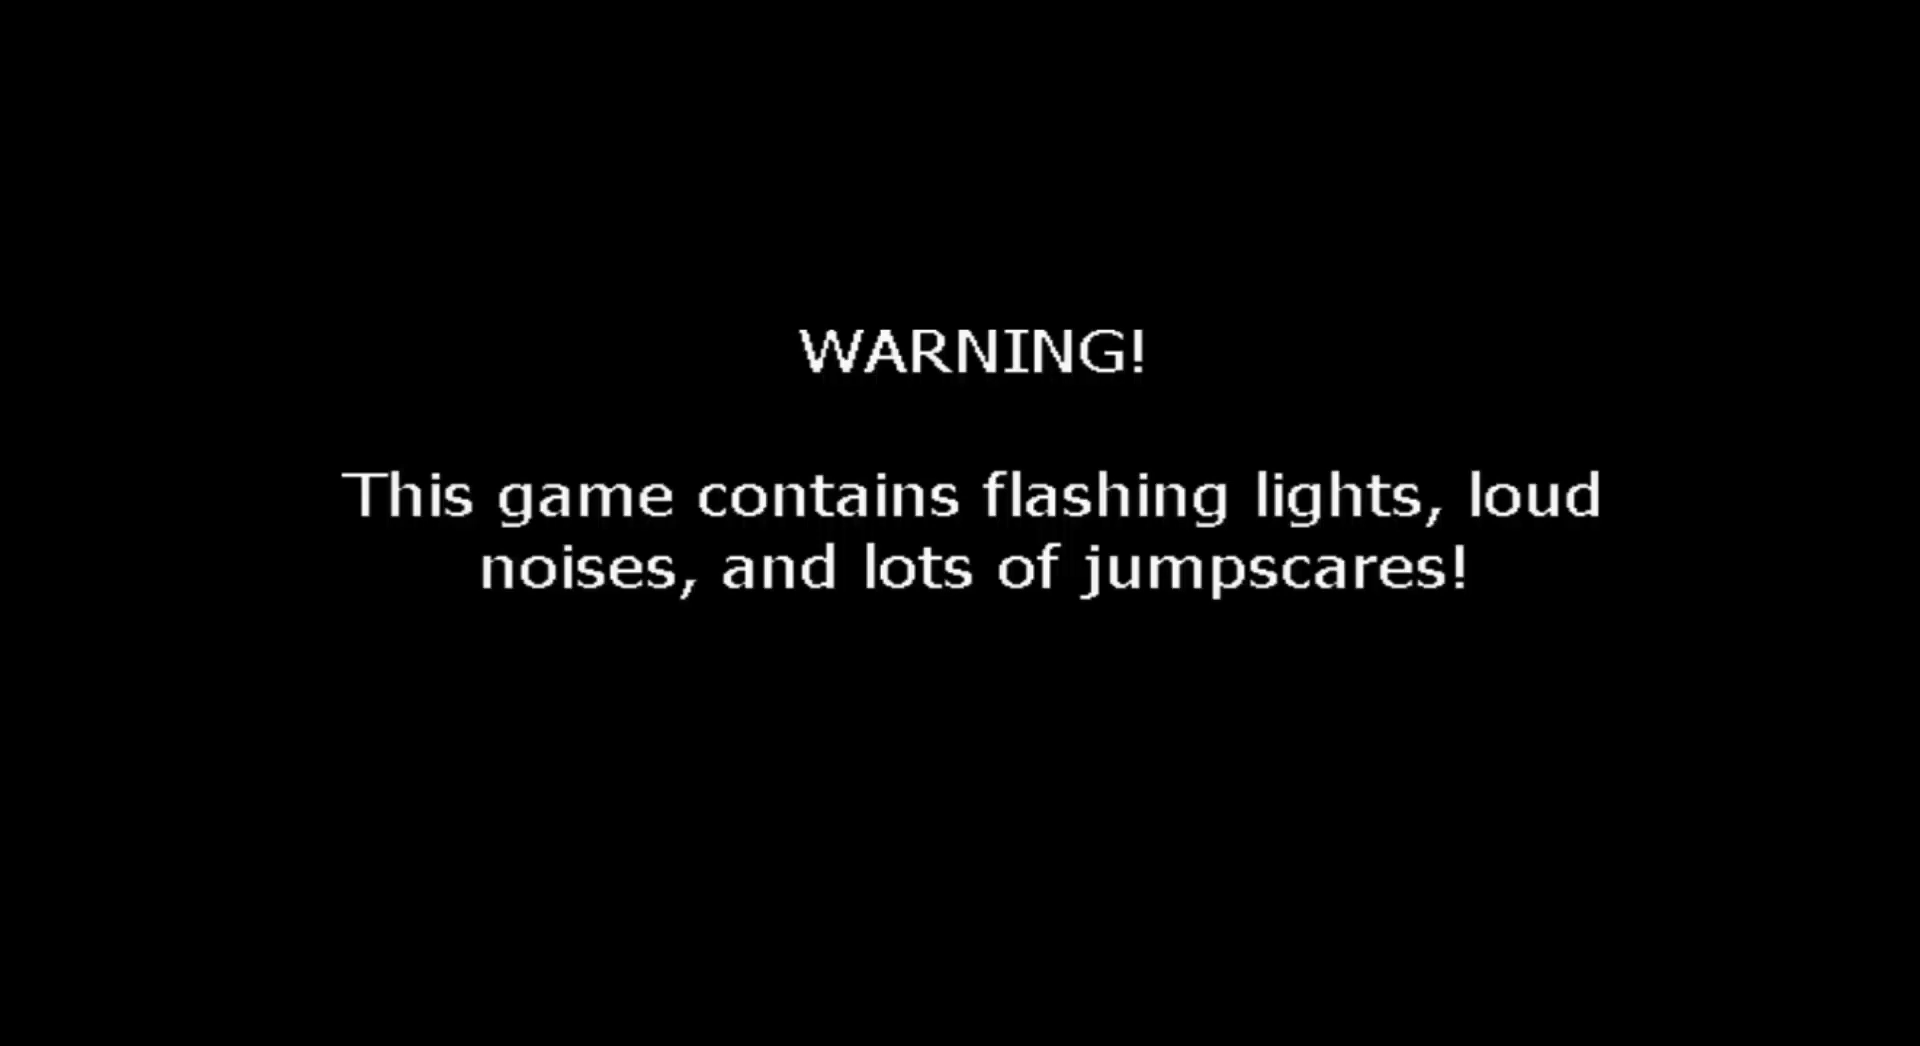 WARNING!
This game contains flashing lights, loud
noises, and lots of jumpscares!